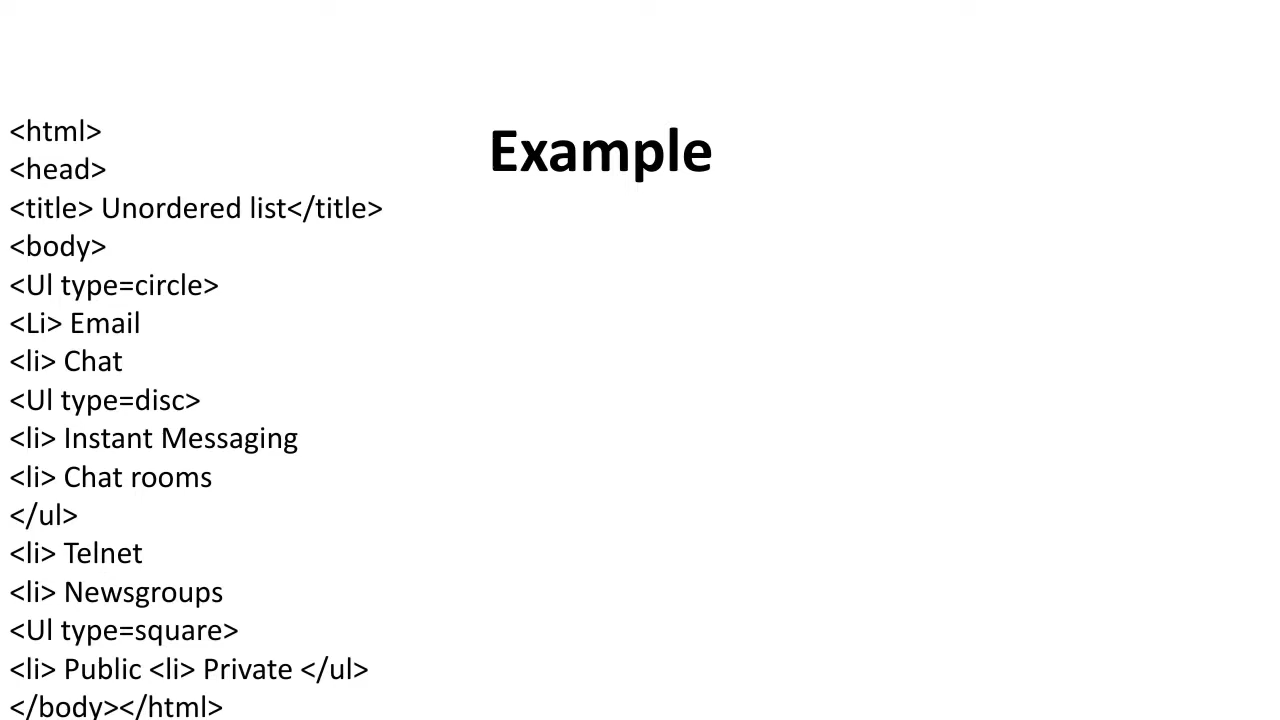 Example
<html>
<head>
<title> Unordered list</title>
<body>
<Ul type=circle>
<Li> Email
<li> Chat
<Ul type=disc>
<li> Instant Messaging
<li> Chat rooms
</ul>
<li> Telnet
<li> Newsgroups
<Ul type=square>
<li> Public <li> Private </ul>
</body></html>